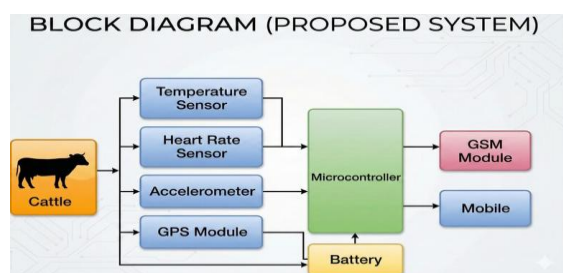 BLOCK DIAGRAM (PROPOSED SYSTEM)
Temperature
Sensor
Heart Rate
Sensor
Accelerometer
GPS Module
Cattle
Microcontroller
Battery
GSM
Module
Mobile